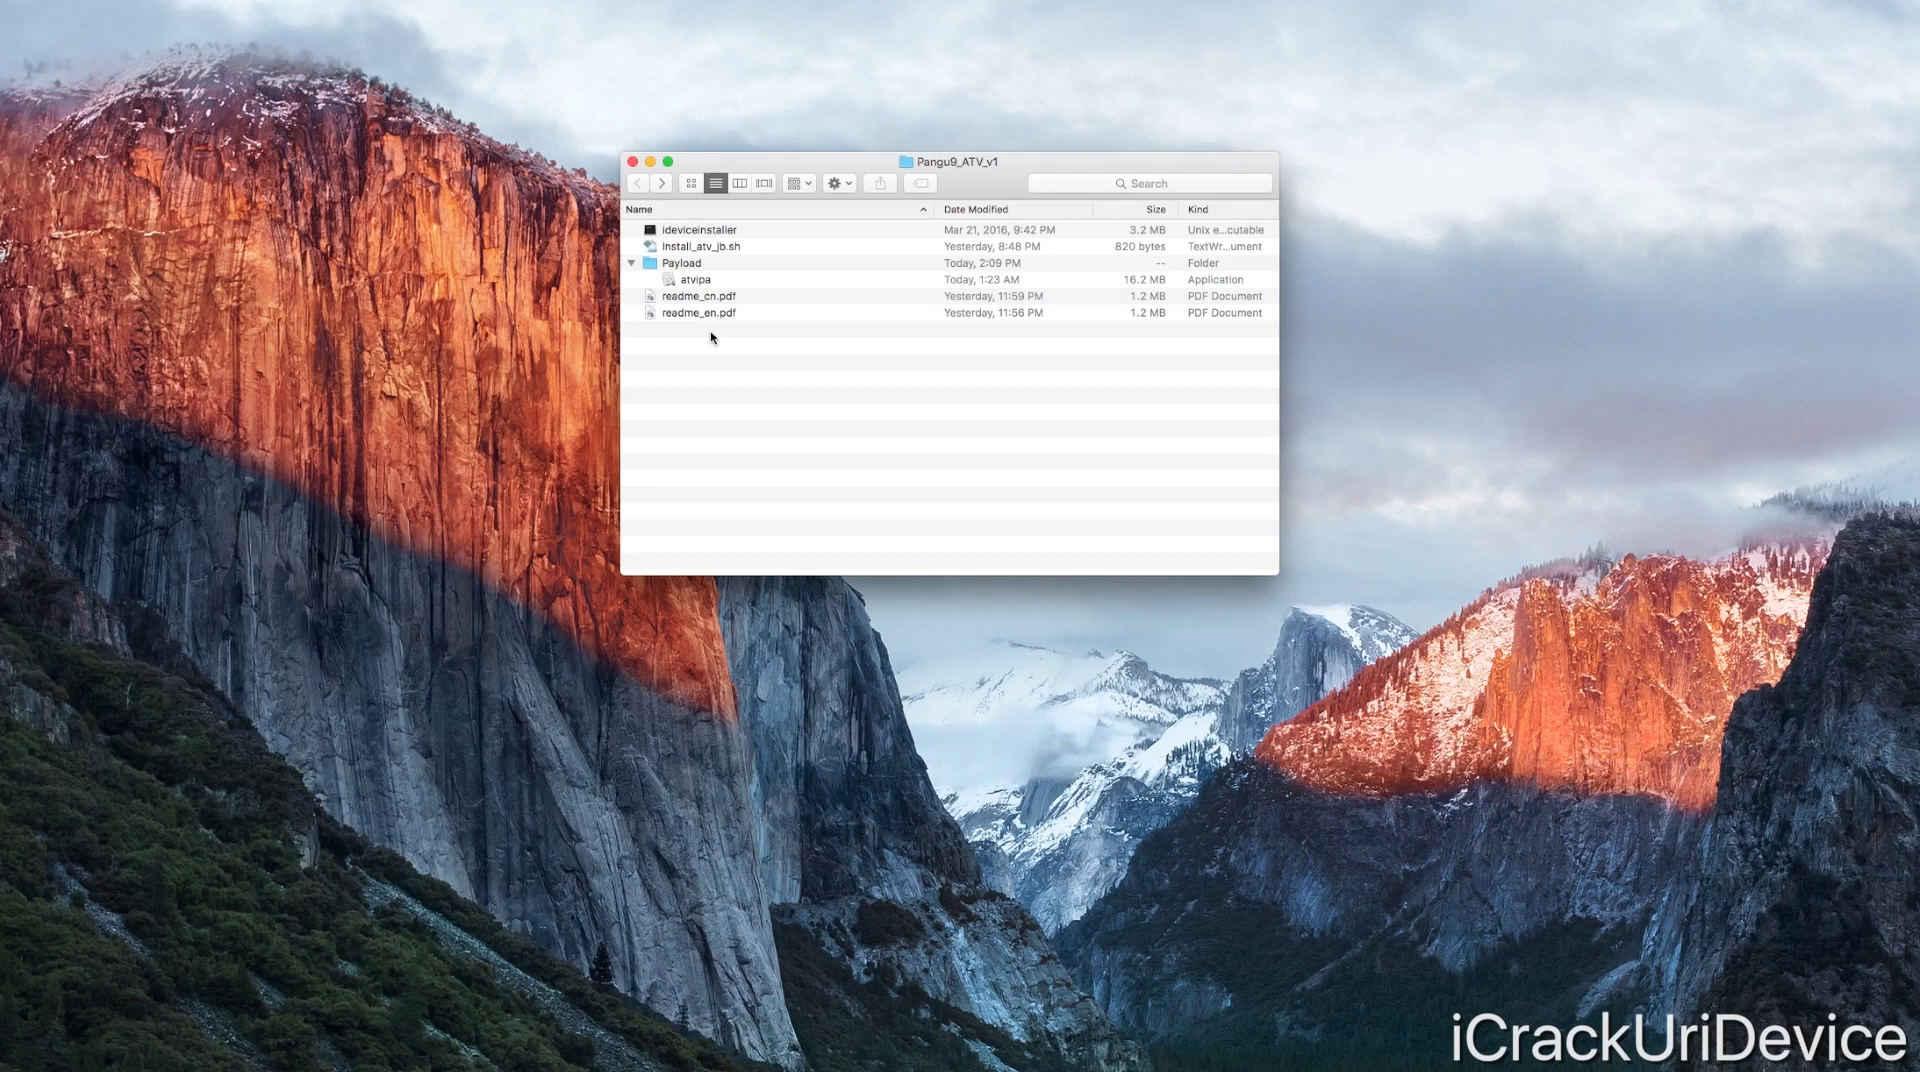 Pangu9_ATV_v1
Search
Name Date Modified Size Kind
ideviceinstaller Mar 21, 2016, 9:42 PM 3.2 MB Unix e...cutable
Install_atv_jb.sh Yesterday, 8:48 PM 820 bytes TextWr...ument
Payload Today, 2:09 PM -- Folder
atvipa Today, 1:23 AM 16.2 MB Application
readme_cn.pdf Yesterday, 11:59 PM 1.2 MB PDF Document
readme_en.pdf Yesterday, 11:56 PM 1.2 MB PDF Document
iCrackUriDevice